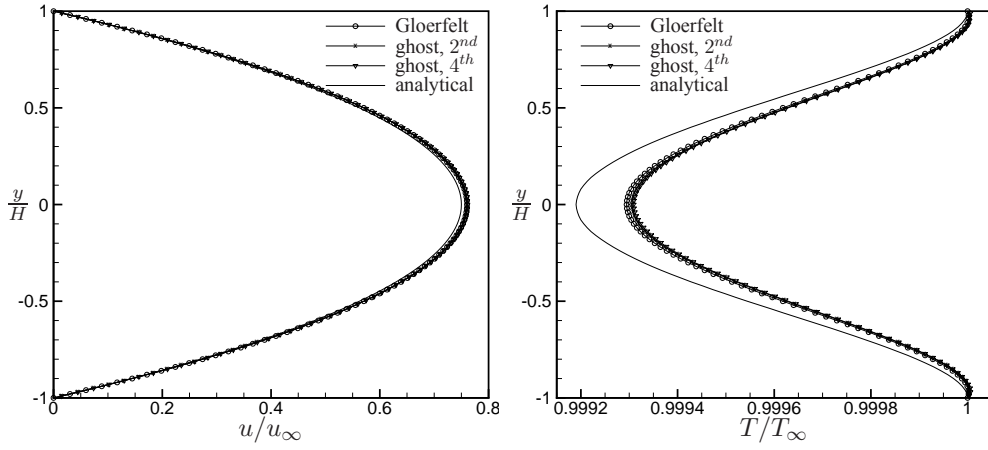 Gloerfelt
ghost, 2nd
ghost, 4th
analytical
1
0.5
0
-0.5
-1
y/H
0
0.2
0.4
0.6
0.8
u/u∞
Gloerfelt
ghost, 2nd
ghost, 4th
analytical
1
0.5
0
-0.5
-1
y/H
0.9992
0.9994
0.9996
0.9998
1
T/T∞